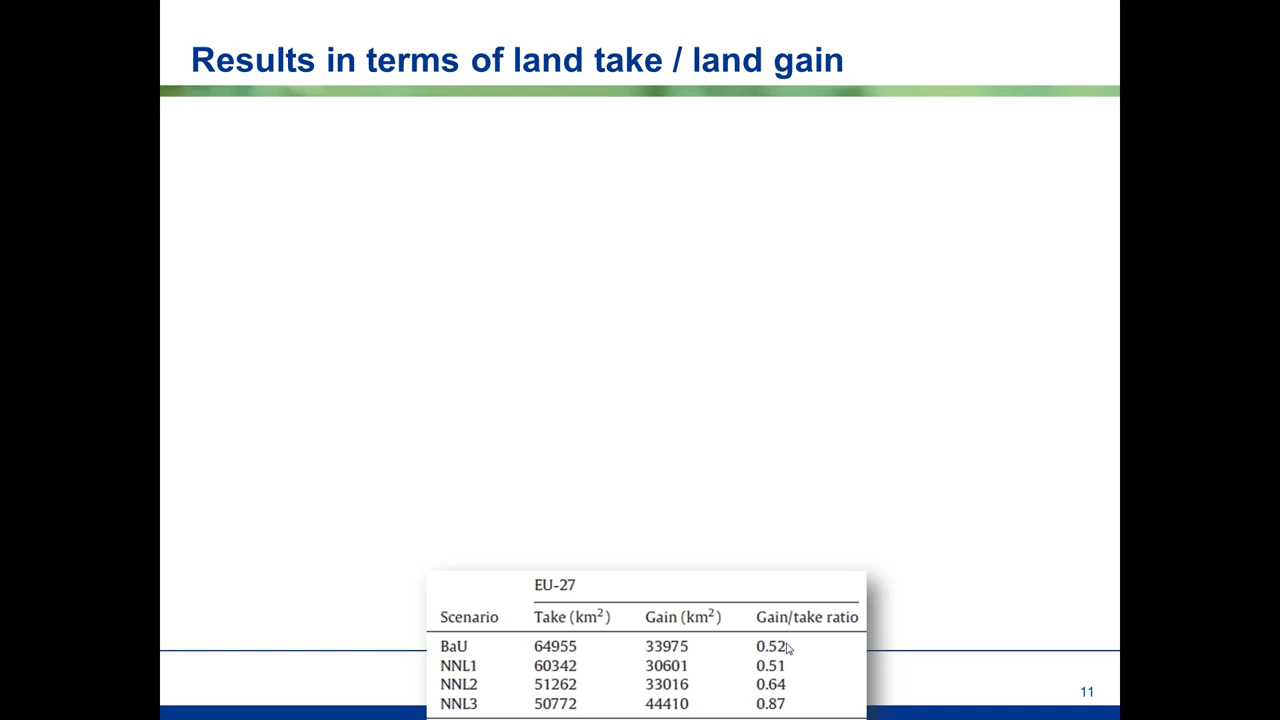 Results in terms of land take / land gain
EU-27
Scenario Take (km²) Gain (km²) Gain/take ratio
BaU 64955 33975 0.52
NNL1 60342 30601 0.51
NNL2 51262 33016 0.64
NNL3 50772 44410 0.87
11